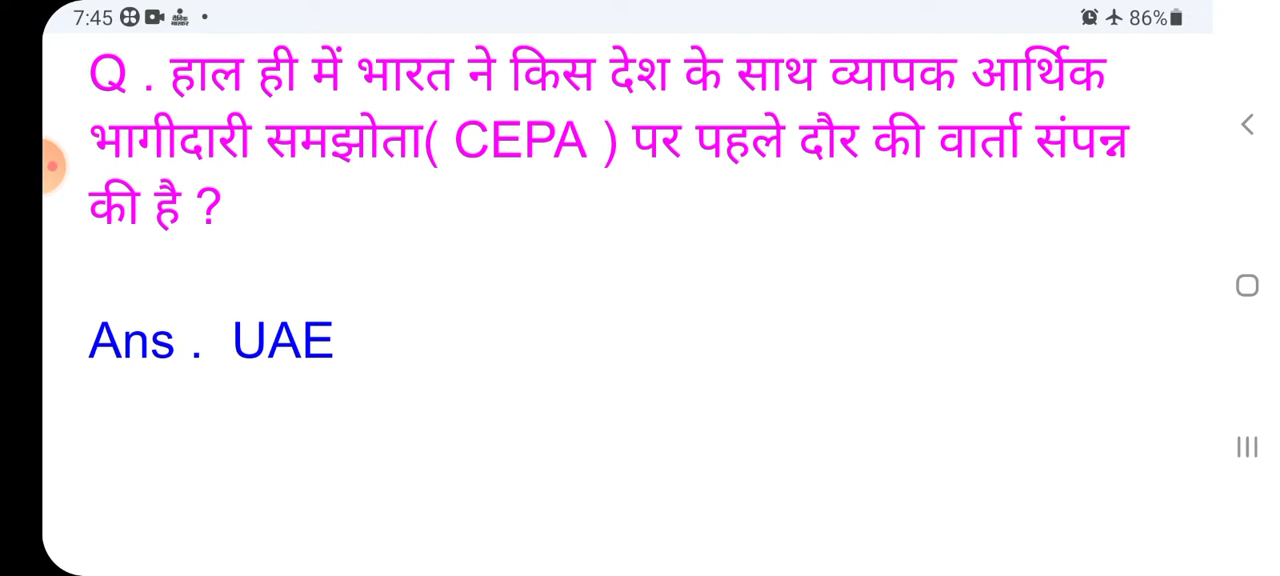 7:45 86%
Q . हाल ही में भारत ने किस देश के साथ व्यापक आर्थिक
भागीदारी समझोता( CEPA ) पर पहले दौर की वार्ता संपन्न
की है ?
Ans . UAE